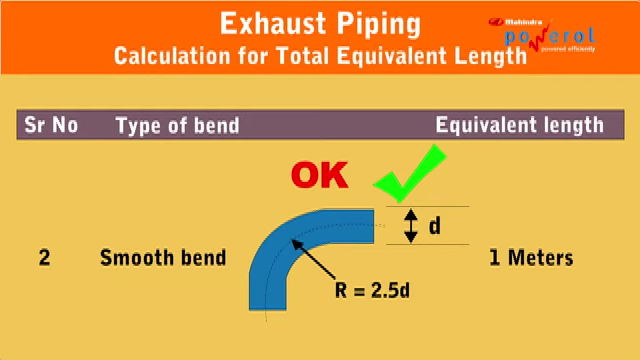 Exhaust Piping
Mahindra
powerol
powered efficiently
Calculation for Total Equivalent Length
Sr No Type of bend Equivalent length
OK
d
2 Smooth bend 1 Meters
R = 2.5d